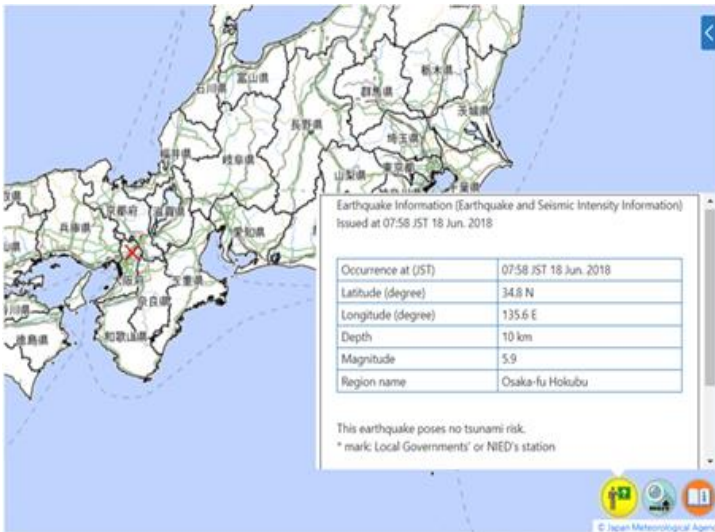 石川県
富山県
栃木県
群馬県
長野県
茨城県
埼玉県
福井県
岐阜県
山梨県
東京都
千葉県
京都府
滋賀県
兵庫県
愛知県
大阪府
三重県
奈良県
和歌山県
徳島県
Earthquake Information (Earthquake and Seismic Intensity Information)
Issued at 07:58 JST 18 Jun. 2018
Occurrence at (JST) 07:58 JST 18 Jun. 2018
Latitude (degree) 34.8 N
Longitude (degree) 135.6 E
Depth 10 km
Magnitude 5.9
Region name Osaka-fu Hokubu
This earthquake poses no tsunami risk.
* mark: Local Governments' or NIED's station
© Japan Meteorological Agency